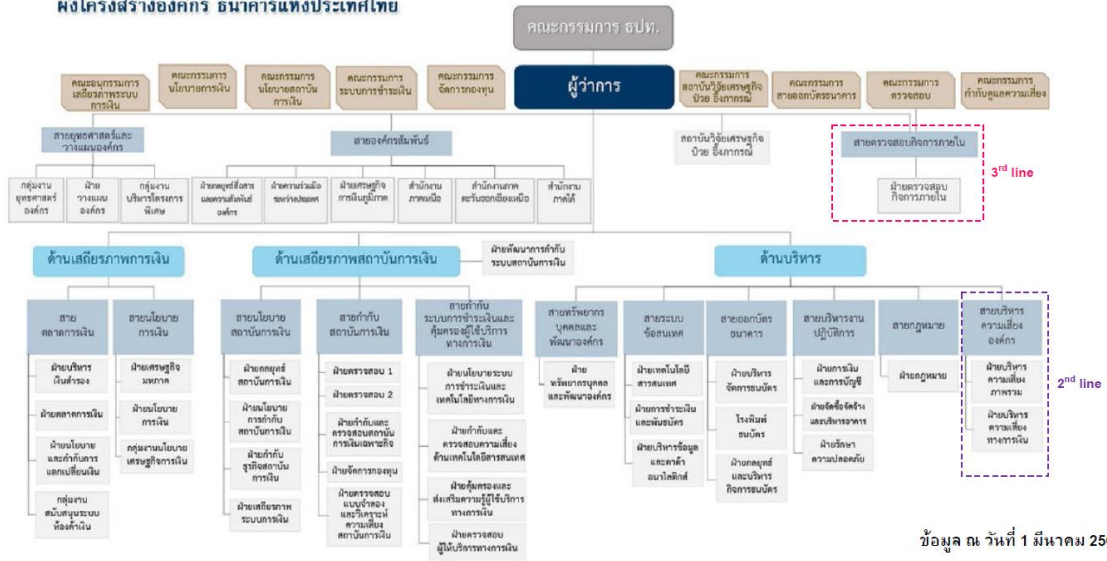 ผังโครงสร้างองค์กร ธนาคารแห่งประเทศไทย
คณะกรรมการ ธปท.
คณะอนุกรรมการ
เสถียรภาพระบบ
การเงิน
คณะกรรมการ
นโยบายการเงิน
คณะกรรมการ
นโยบายสถาบัน
การเงิน
คณะกรรมการ
ระบบการชำระเงิน
คณะกรรมการ
จัดการกองทุน
ผู้ว่าการ
คณะกรรมการ
สถาบันวิจัยเศรษฐกิจ
ป๋วย อึ๊งภากรณ์
คณะกรรมการ
สายออกบัตรธนาคาร
คณะกรรมการ
ตรวจสอบ
คณะกรรมการ
กำกับดูแลความเสี่ยง
สายยุทธศาสตร์และ
วางแผนองค์กร
สายองค์กรสัมพันธ์
สถาบันวิจัยเศรษฐกิจ
ป๋วย อึ๊งภากรณ์
สายตรวจสอบกิจการภายใน
3rd line
กลุ่มงาน
ยุทธศาสตร์
องค์กร
ฝ่าย
วางแผน
องค์กร
กลุ่มงาน
บริหารโครงการ
พิเศษ
ฝ่ายกลยุทธ์สื่อสาร
และความสัมพันธ์
องค์กร
ฝ่ายความร่วมมือ
ระหว่างประเทศ
ฝ่ายเศรษฐกิจ
การเงินภูมิภาค
สำนักงาน
ภาคเหนือ
สำนักงานภาค
ตะวันออกเฉียงเหนือ
สำนักงาน
ภาคใต้
ฝ่ายตรวจสอบ
กิจการภายใน
ด้านเสถียรภาพการเงิน
ด้านเสถียรภาพสถาบันการเงิน
ฝ่ายพัฒนาการกำกับ
ระบบสถาบันการเงิน
ด้านบริหาร
สาย
ตลาดการเงิน
สายนโยบาย
การเงิน
สายนโยบาย
สถาบันการเงิน
สายกำกับ
สถาบันการเงิน
สายกำกับ
ระบบการชำระเงินและ
คุ้มครองผู้ใช้บริการ
ทางการเงิน
สายทรัพยากร
บุคคลและ
พัฒนาองค์กร
สายระบบ
ข้อสนเทศ
สายออกบัตร
ธนาคาร
สายบริหารงาน
ปฏิบัติการ
สายกฎหมาย
สายบริหาร
ความเสี่ยง
องค์กร
ฝ่ายบริหาร
เงินสำรอง
ฝ่ายตลาดการเงิน
ฝ่ายนโยบาย
และกำกับการ
แลกเปลี่ยนเงิน
กลุ่มงาน
สนับสนุนระบบ
ห้องค้าเงิน
ฝ่ายเศรษฐกิจ
มหภาค
ฝ่ายนโยบาย
การเงิน
กลุ่มงานนโยบาย
เศรษฐกิจการเงิน
ฝ่ายกลยุทธ์
สถาบันการเงิน
ฝ่ายนโยบาย
การกำกับ
สถาบันการเงิน
ฝ่ายกำกับ
ธุรกิจสถาบัน
การเงิน
ฝ่ายเสถียรภาพ
ระบบการเงิน
ฝ่ายตรวจสอบ 1
ฝ่ายตรวจสอบ 2
ฝ่ายกำกับและ
ตรวจสอบสถาบัน
การเงินเฉพาะกิจ
ฝ่ายจัดการกองทุน
ฝ่ายตรวจสอบ
แบบจำลอง
และวิเคราะห์
ความเสี่ยง
สถาบันการเงิน
ฝ่ายนโยบายระบบ
การชำระเงินและ
เทคโนโลยีทางการเงิน
ฝ่ายกำกับและ
ตรวจสอบความเสี่ยง
ด้านเทคโนโลยีสารสนเทศ
ฝ่ายคุ้มครองและ
ส่งเสริมความรู้ผู้ใช้บริการ
ทางการเงิน
ฝ่ายตรวจสอบ
ผู้ให้บริการทางการเงิน
ฝ่าย
ทรัพยากรบุคคล
และพัฒนาองค์กร
ฝ่ายเทคโนโลยี
สารสนเทศ
ฝ่ายการชำระเงิน
และพันธบัตร
ฝ่ายบริหารข้อมูล
และดาต้า
อนาไลติกส์
ฝ่ายบริหาร
จัดการธนบัตร
โรงพิมพ์
ธนบัตร
ฝ่ายกลยุทธ์
และบริหาร
กิจการธนบัตร
ฝ่ายการเงิน
และการบัญชี
ฝ่ายจัดซื้อจัดจ้าง
และบริหารอาคาร
ฝ่ายรักษา
ความปลอดภัย
ฝ่ายกฎหมาย
ฝ่ายบริหาร
ความเสี่ยง
ภาพรวม
ฝ่ายบริหาร
ความเสี่ยง
ทางการเงิน
2nd line
ข้อมูล ณ วันที่ 1 มีนาคม